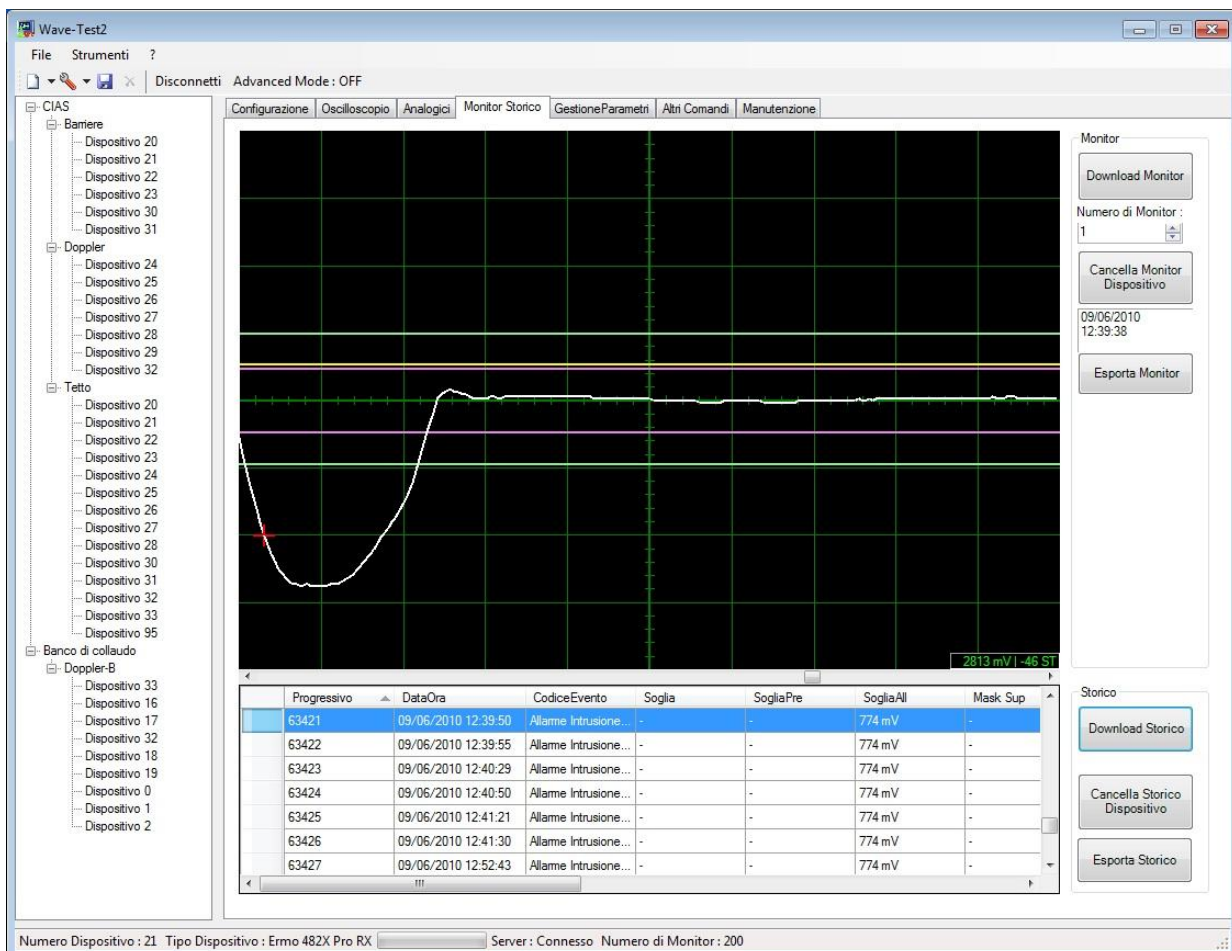 Wave-Test2
File Strumenti ?
Disconnetti Advanced Mode : OFF
CIAS
Barriere
Dispositivo 20
Dispositivo 21
Dispositivo 22
Dispositivo 23
Dispositivo 30
Dispositivo 31
Doppler
Dispositivo 24
Dispositivo 25
Dispositivo 26
Dispositivo 27
Dispositivo 28
Dispositivo 29
Dispositivo 32
Tetto
Dispositivo 20
Dispositivo 21
Dispositivo 22
Dispositivo 23
Dispositivo 24
Dispositivo 25
Dispositivo 26
Dispositivo 27
Dispositivo 28
Dispositivo 30
Dispositivo 31
Dispositivo 32
Dispositivo 33
Dispositivo 95
Banco di collaudo
Doppler-B
Dispositivo 33
Dispositivo 16
Dispositivo 17
Dispositivo 32
Dispositivo 18
Dispositivo 19
Dispositivo 0
Dispositivo 1
Dispositivo 2
Configurazione Oscilloscopio Analogici Monitor Storico GestioneParametri Altri Comandi Manutenzione
2813 mV | -46 ST
Monitor
Download Monitor
Numero di Monitor :
1
Cancella Monitor
Dispositivo
09/06/2010
12:39:38
Esporta Monitor
Progressivo DataOra CodiceEvento Soglia SogliaPre SogliaAll Mask Sup
63421 09/06/2010 12:39:50 Allarme Intrusione... - - 774 mV -
63422 09/06/2010 12:39:55 Allarme Intrusione... - - 774 mV -
63423 09/06/2010 12:40:29 Allarme Intrusione... - - 774 mV -
63424 09/06/2010 12:40:50 Allarme Intrusione... - - 774 mV -
63425 09/06/2010 12:41:21 Allarme Intrusione... - - 774 mV -
63426 09/06/2010 12:41:30 Allarme Intrusione... - - 774 mV -
63427 09/06/2010 12:52:43 Allarme Intrusione... - - 774 mV -
Storico
Download Storico
Cancella Storico
Dispositivo
Esporta Storico
Numero Dispositivo : 21 Tipo Dispositivo : Ermo 482X Pro RX Server : Connesso Numero di Monitor : 200